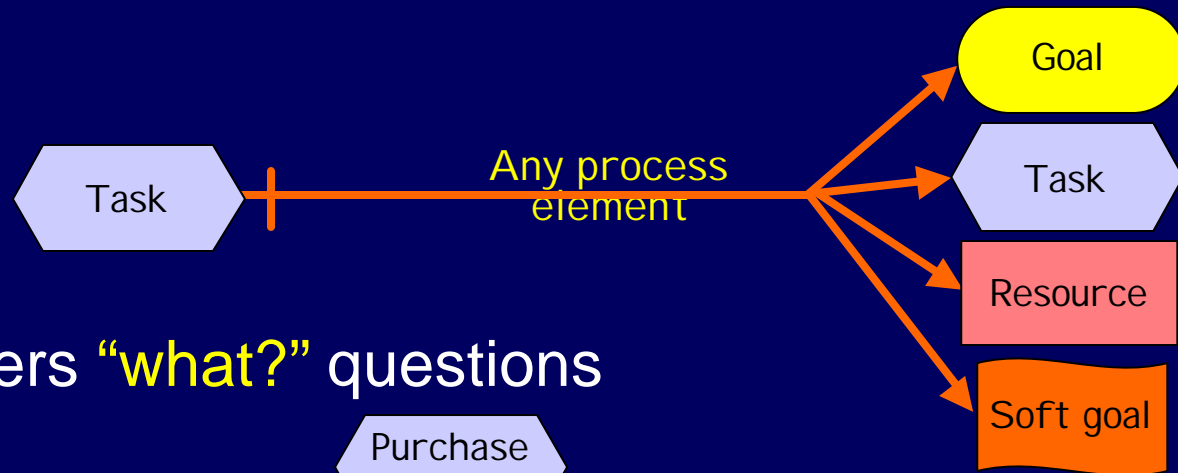 Goal
Task
Any process
element
Task
Resource
ers “what?” questions
Soft goal
Purchase